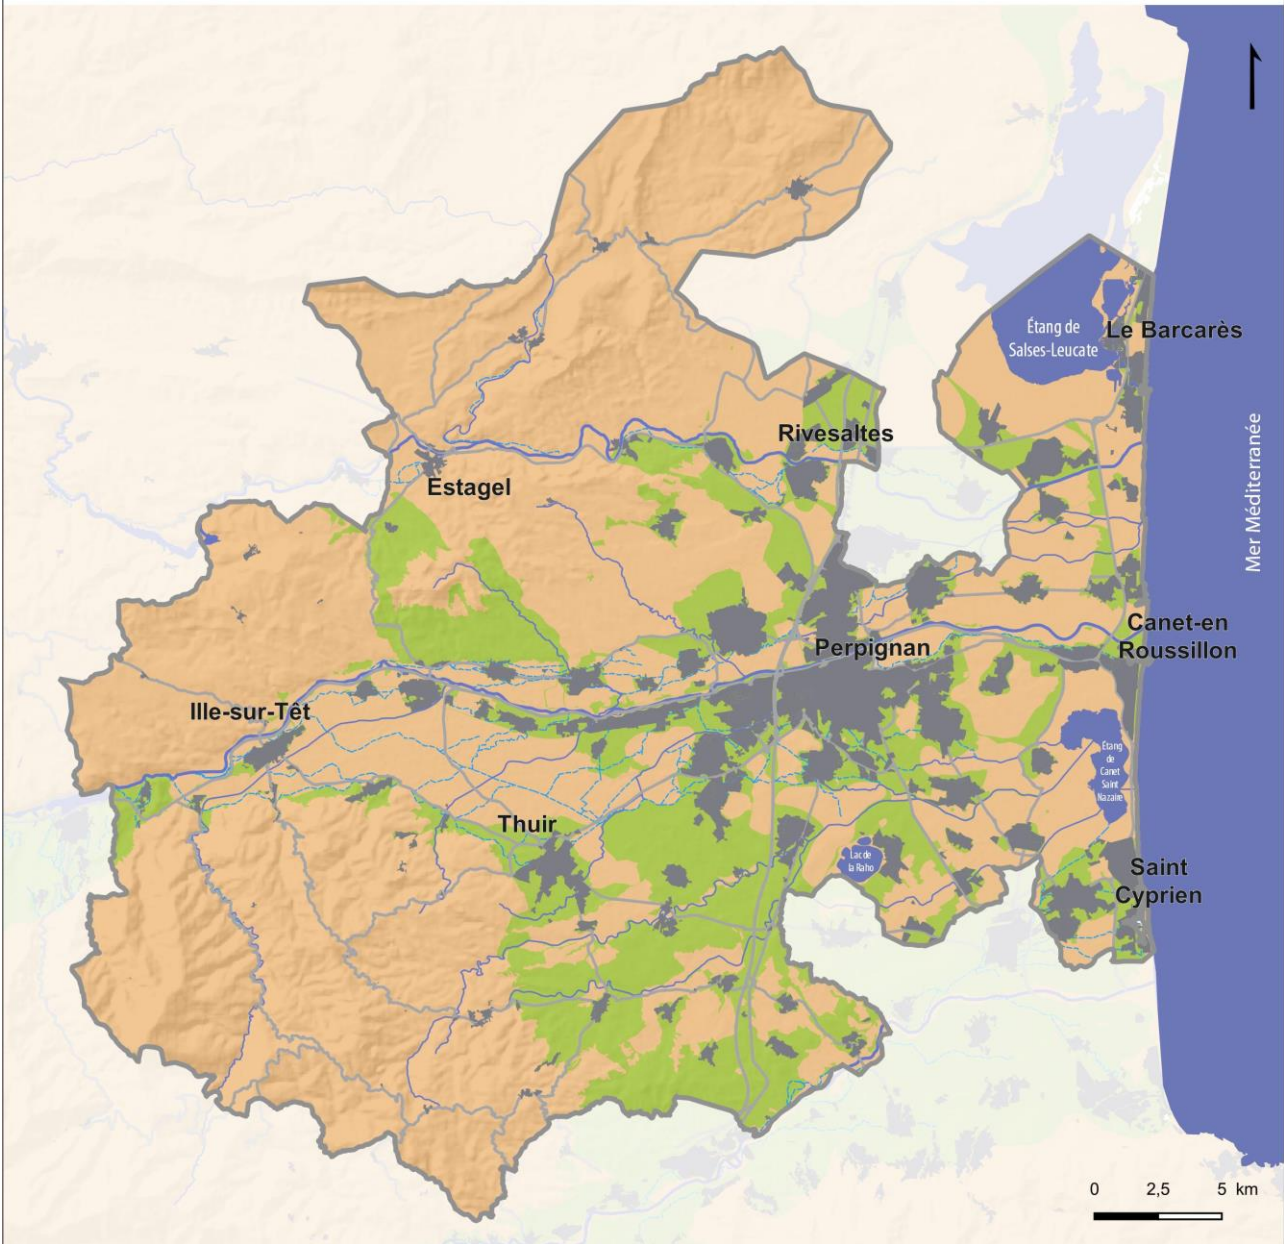 Étang de
Salses-Leucate
Le Barcarès
Rivesaltes
Mer Méditerranée
Estagel
Canet-en
Roussillon
Perpignan
Ille-sur-Têt
Étang
de
Canet
Saint
Nazaire
Thuir
Lac de
la Raho
Saint
Cyprien
0 2,5 5 km